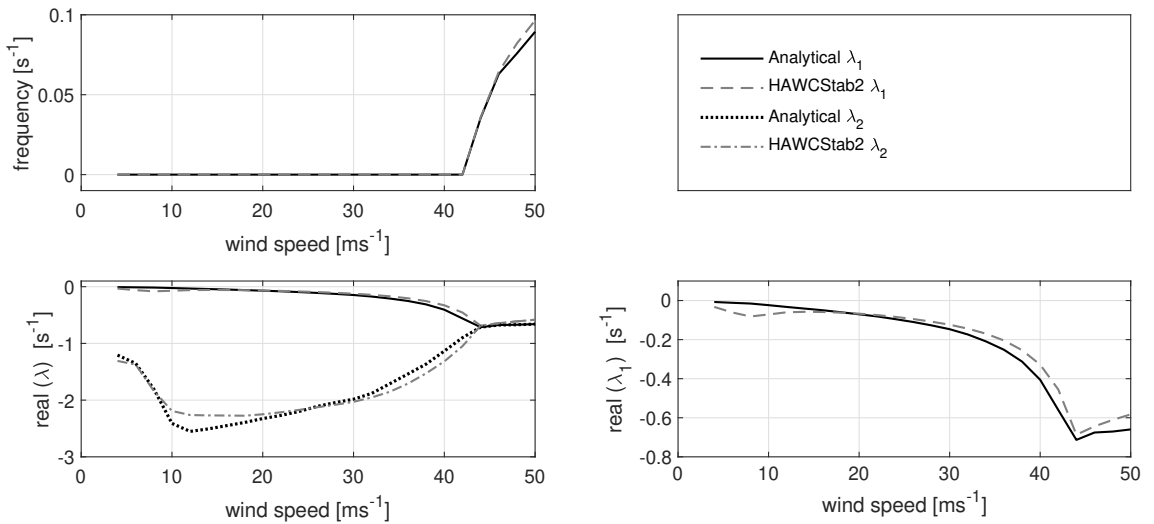 0.1
0.05
0
frequency [s⁻¹]
0 10 20 30 40 50
wind speed [ms⁻¹]
Analytical λ₁
HAWCStab2 λ₁
Analytical λ₂
HAWCStab2 λ₂
0
-1
-2
-3
real (λ) [s⁻¹]
0 10 20 30 40 50
wind speed [ms⁻¹]
0
-0.2
-0.4
-0.6
-0.8
real (λ₁) [s⁻¹]
0 10 20 30 40 50
wind speed [ms⁻¹]